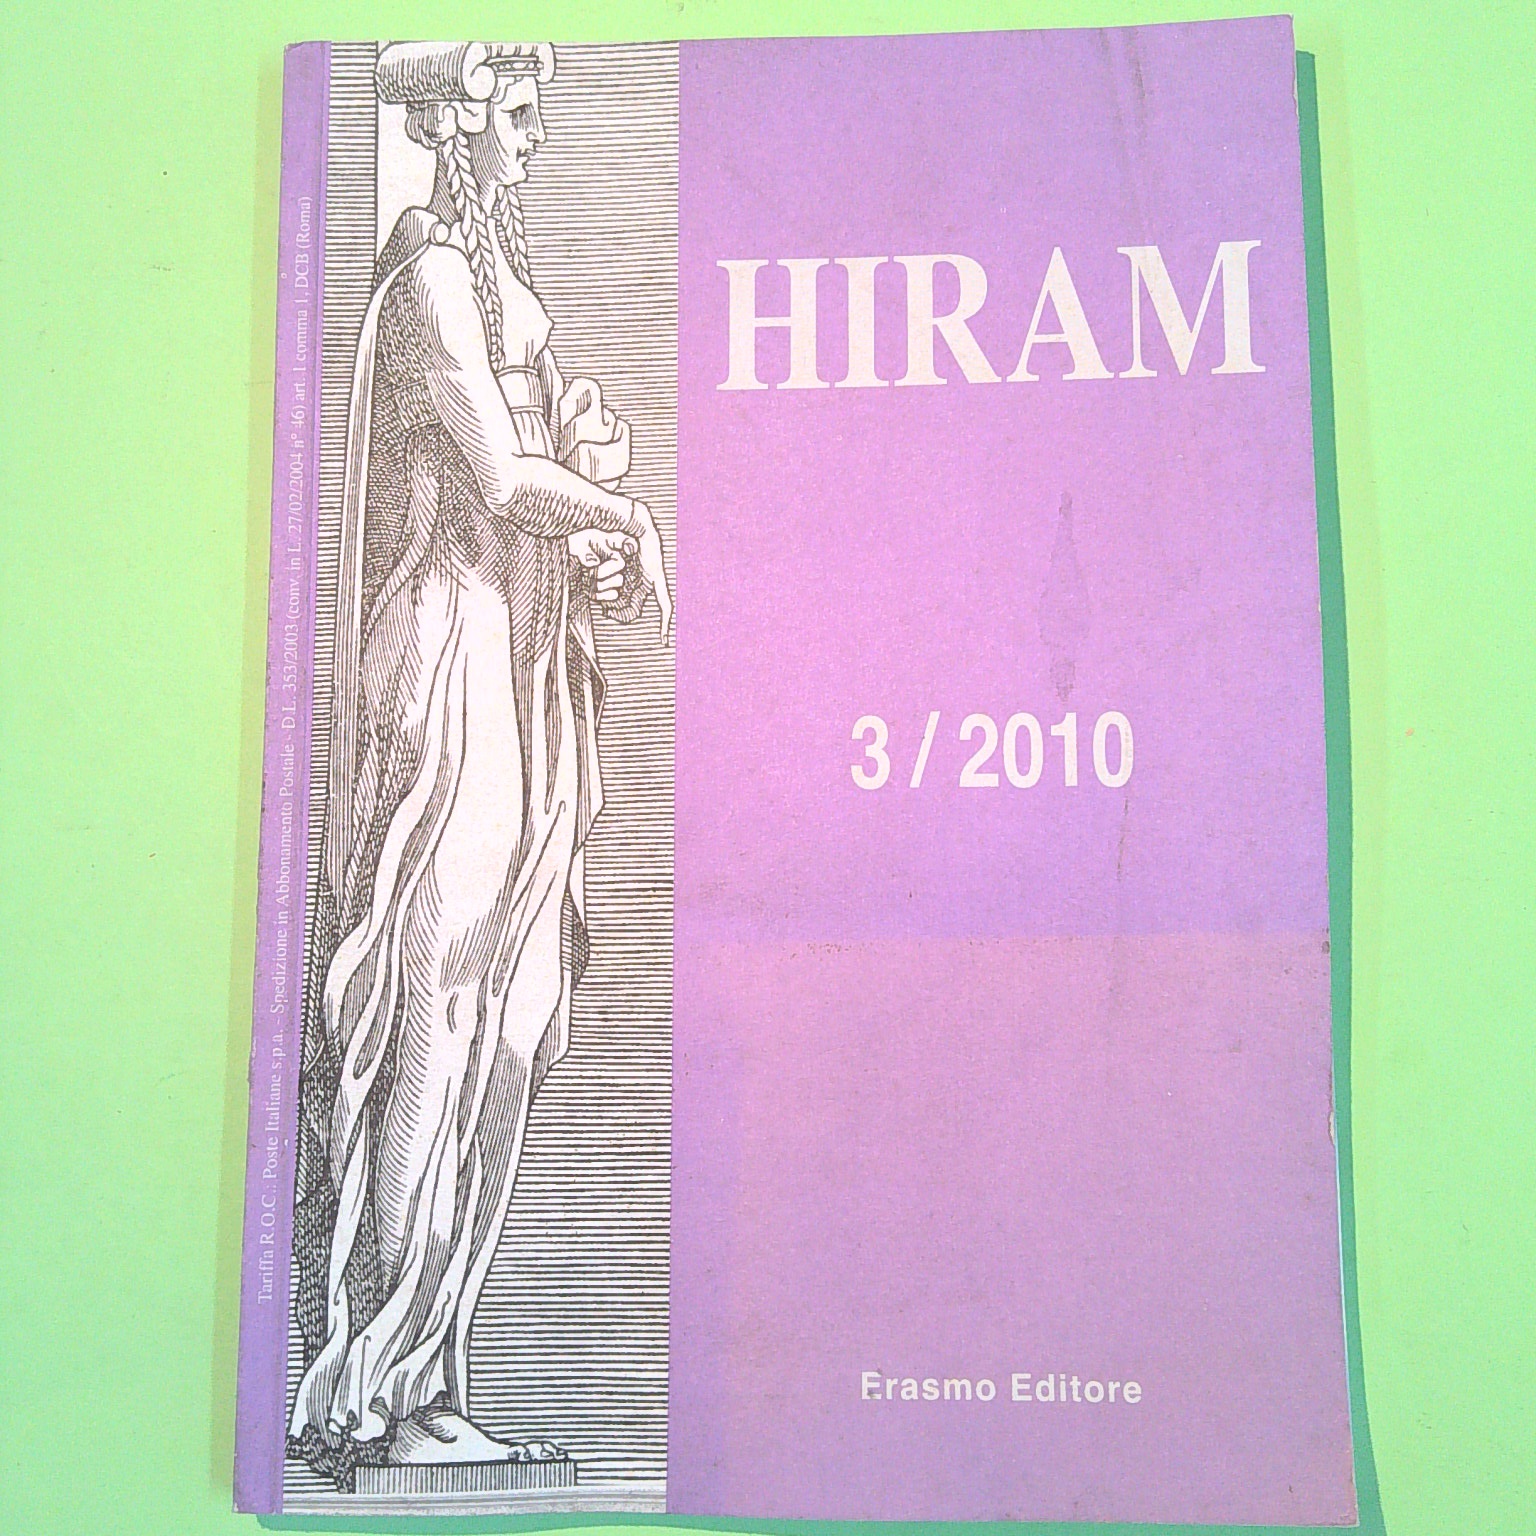 HIRAM
3 / 2010
Erasmo Editore
Tariffa R.O.C.: Poste Italiane s.p.a. - Spedizione in Abbonamento Postale - D.L. 353/2003 (conv. in L. 27/02/2004 n° 46) art. 1 comma 1, DCB (Roma)